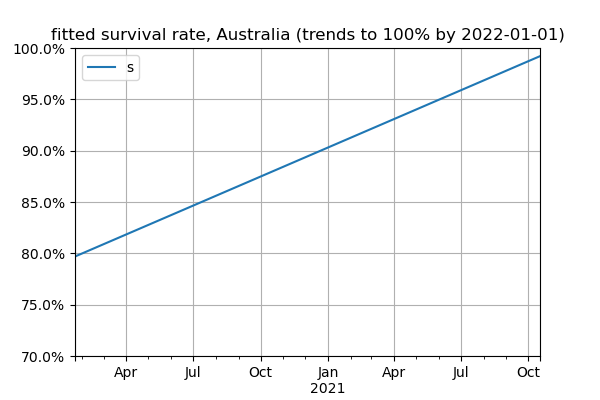 fitted survival rate, Australia (trends to 100% by 2022-01-01)
100.0%
s
95.0%
90.0%
85.0%
80.0%
75.0%
70.0%
Apr Jul Oct Jan Apr Jul Oct
2021